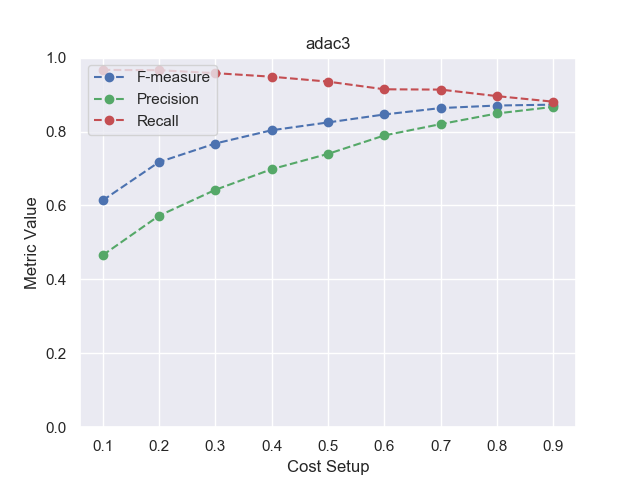 adac3
F-measure
Precision
Recall
Metric Value
1.0
0.8
0.6
0.4
0.2
0.0
0.1 0.2 0.3 0.4 0.5 0.6 0.7 0.8 0.9
Cost Setup